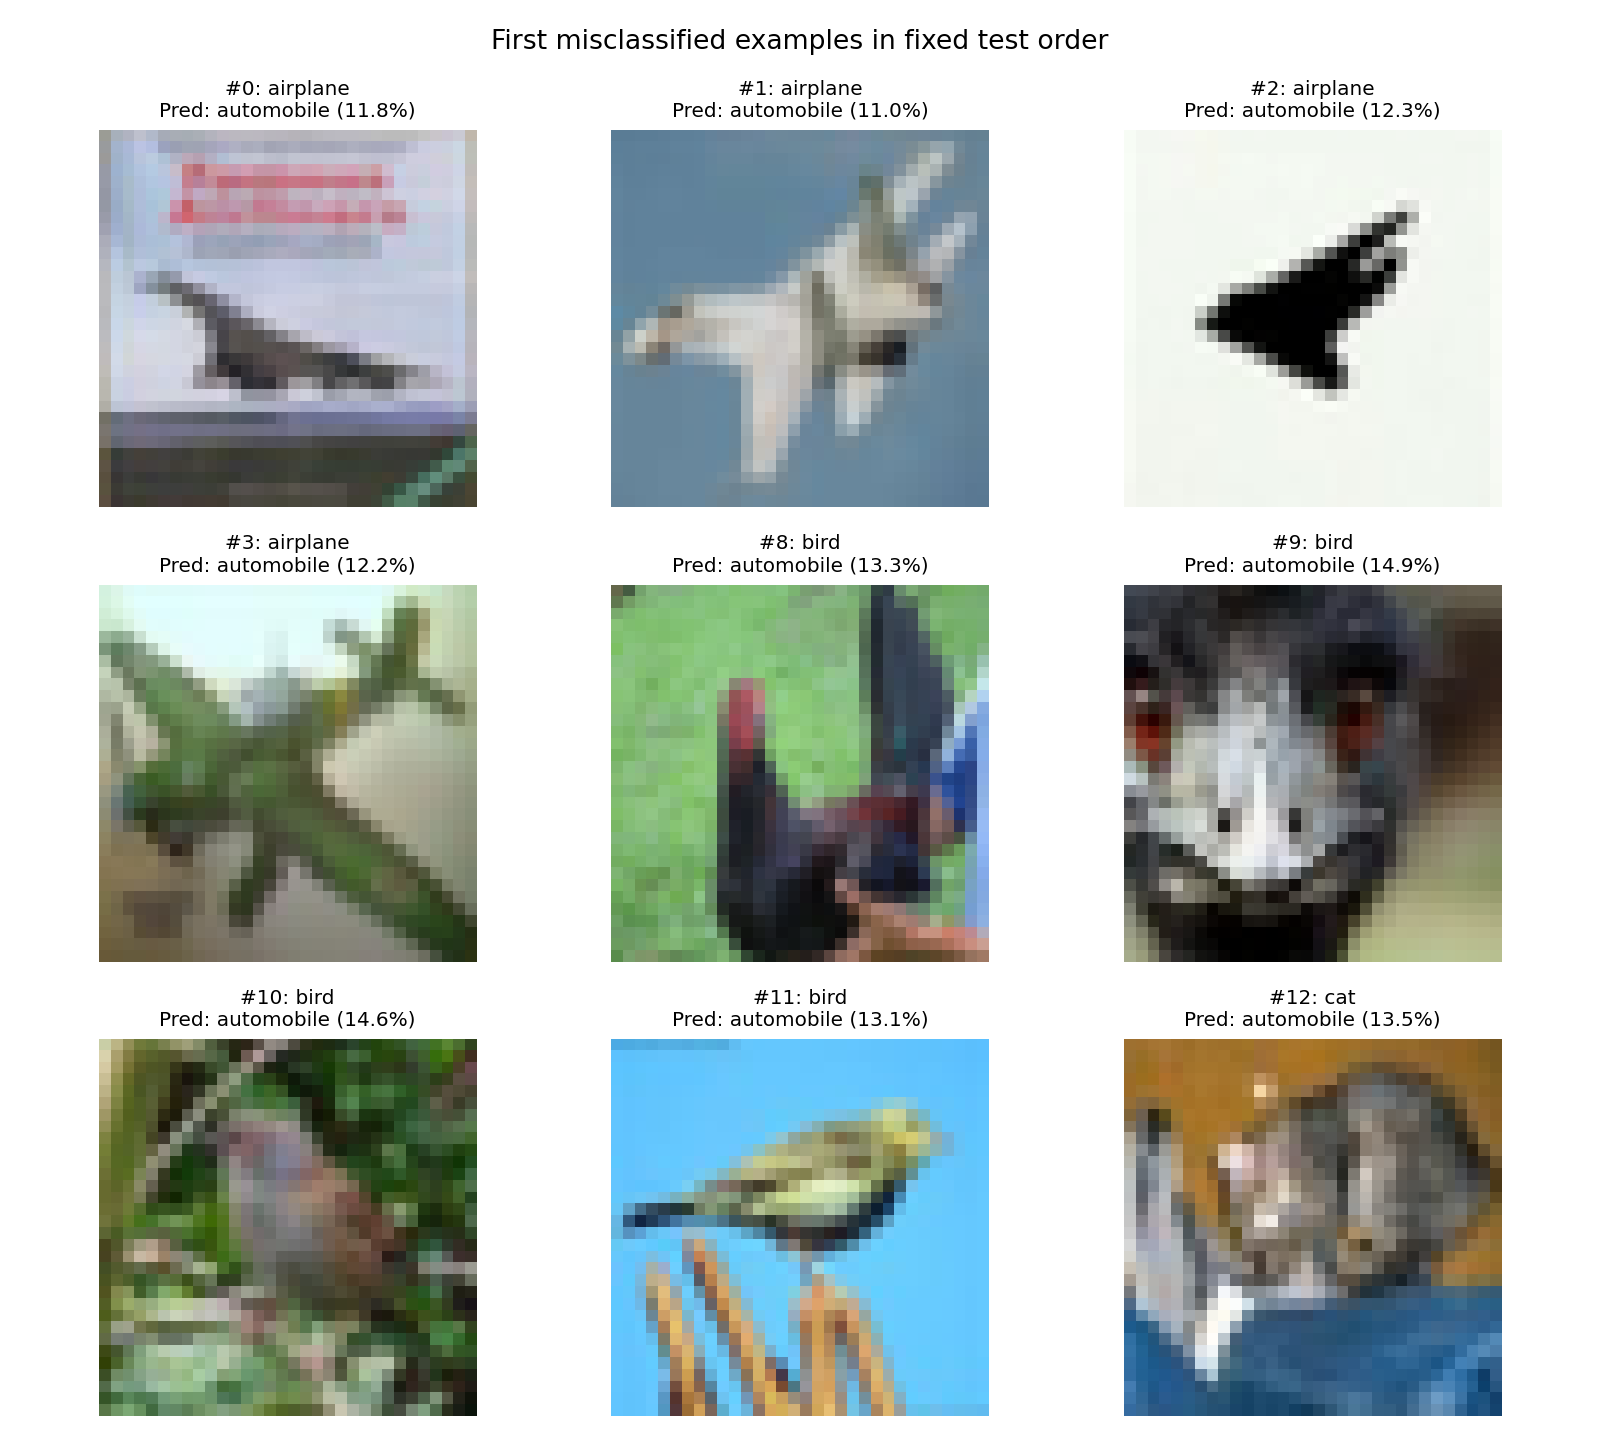 First misclassified examples in fixed test order
#0: airplane
Pred: automobile (11.8%)
#1: airplane
Pred: automobile (11.0%)
#2: airplane
Pred: automobile (12.3%)
#3: airplane
Pred: automobile (12.2%)
#8: bird
Pred: automobile (13.3%)
#9: bird
Pred: automobile (14.9%)
#10: bird
Pred: automobile (14.6%)
#11: bird
Pred: automobile (13.1%)
#12: cat
Pred: automobile (13.5%)